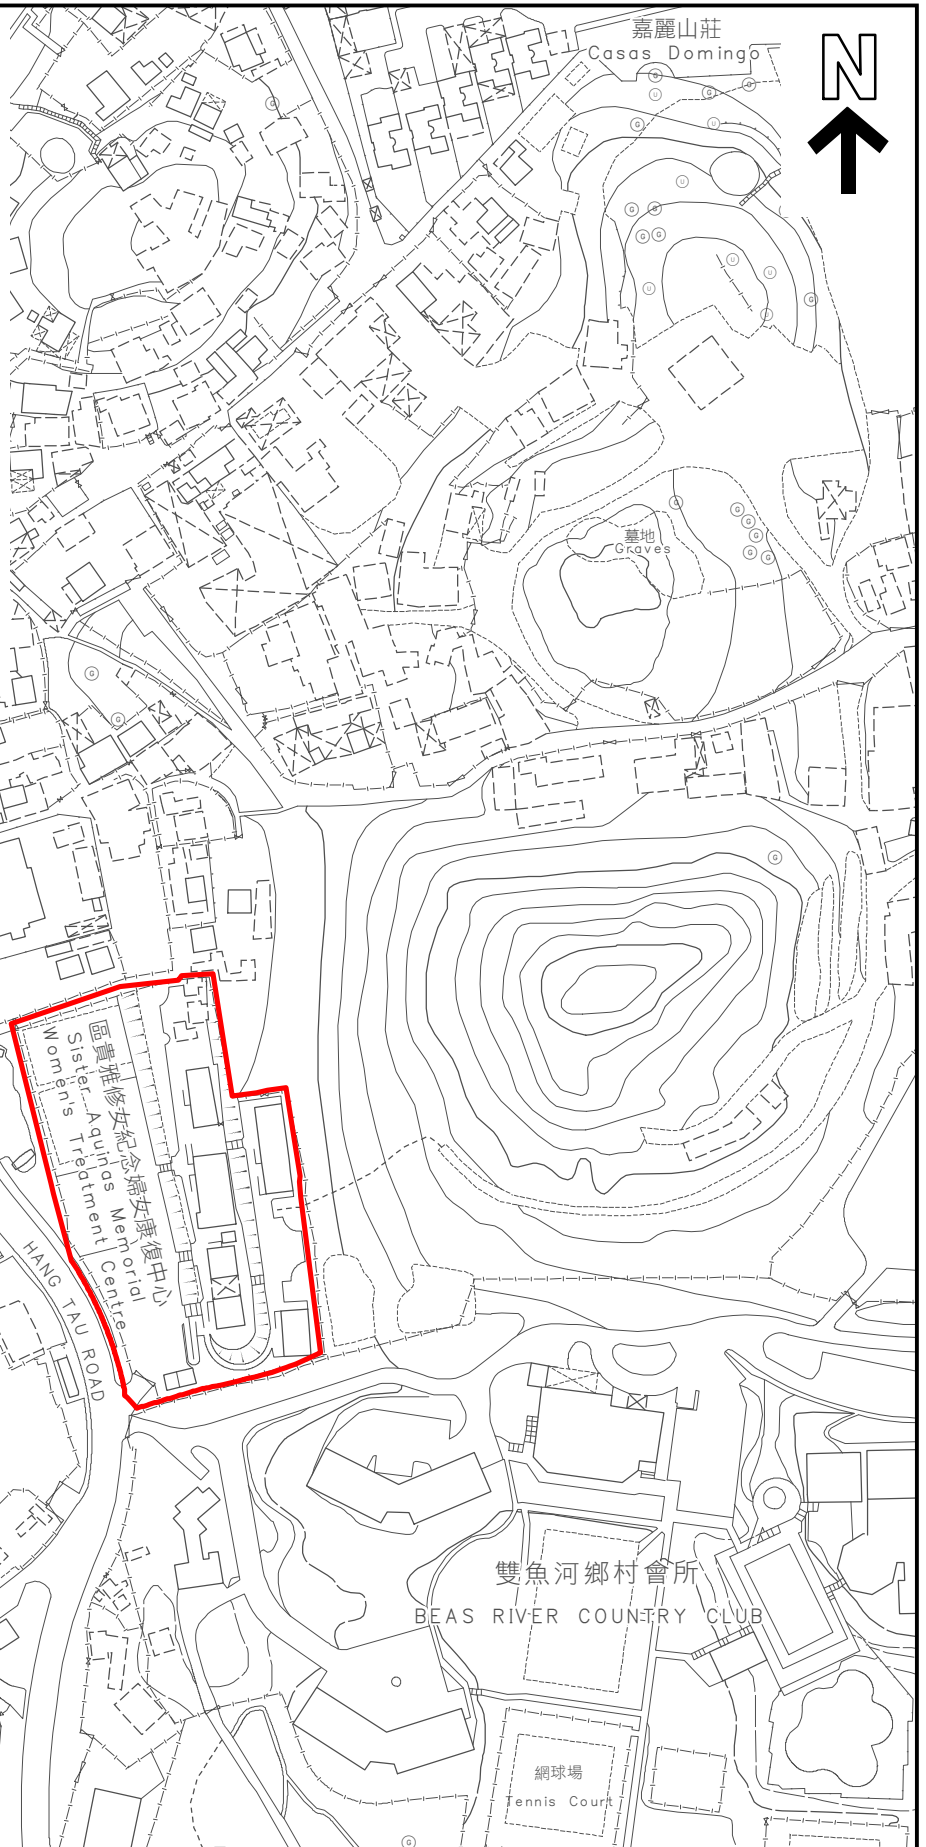 嘉麗山莊
Casas Domingo
N
G
U
G
G
G
G
U
U
G
G
G
G
U
U
U
G
U
墓地
Graves
G
G
G
G
G
G
G
G
G
區貴雅修女紀念婦女康復中心
Sister Aquinas Memorial
Women's Treatment Centre
HANG TAU ROAD
雙魚河鄉村會所
BEAS RIVER COUNTRY CLUB
網球場
Tennis Court
G